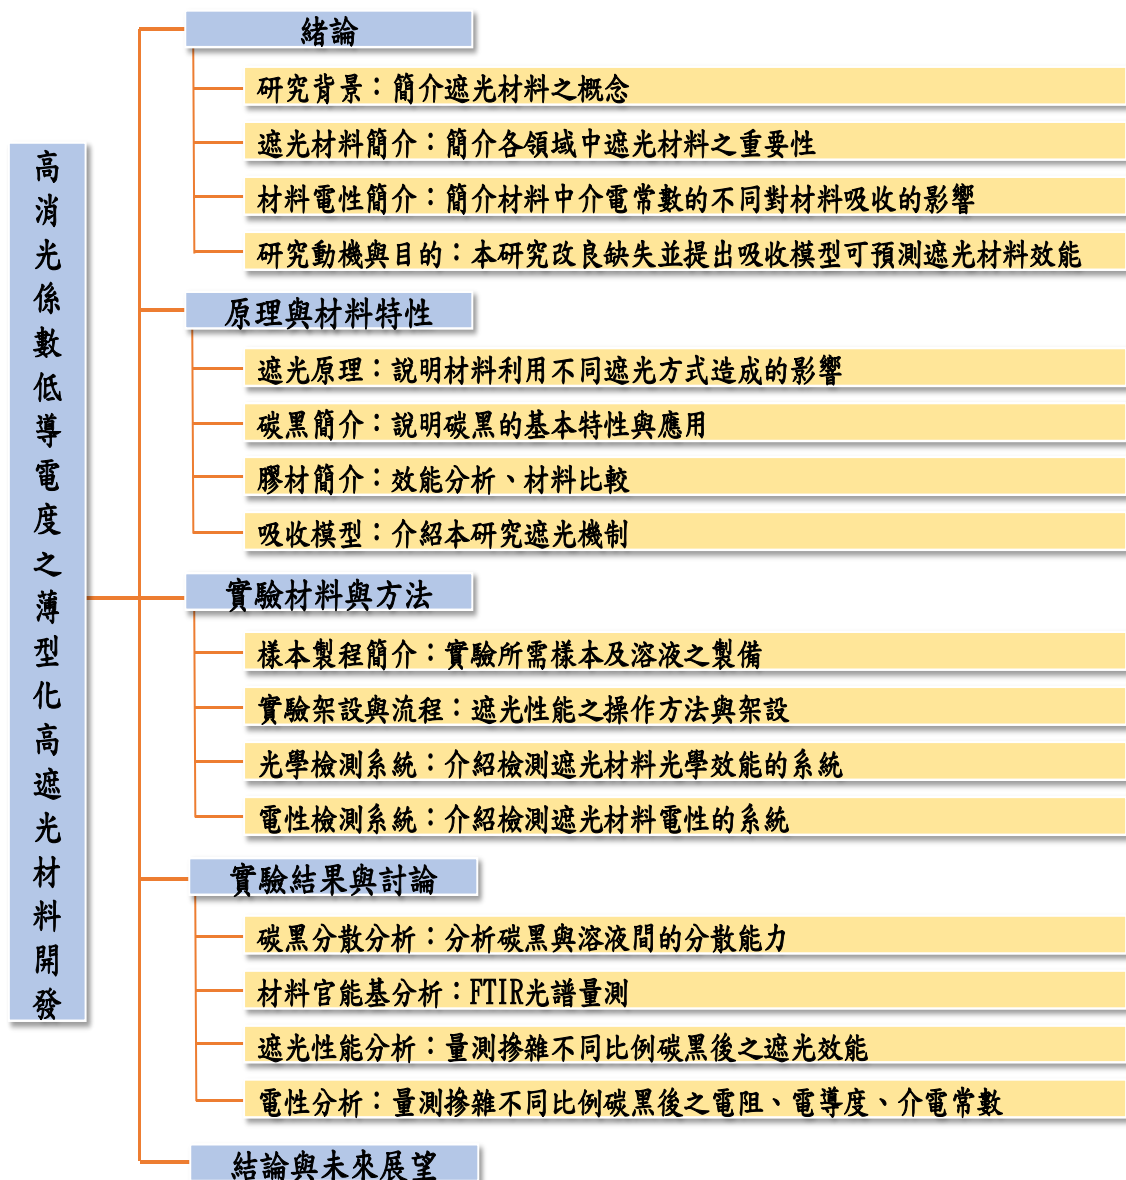 高消光係數低導電度之薄型化高遮光材料開發
緒論
研究背景：簡介遮光材料之概念
遮光材料簡介：簡介各領域中遮光材料之重要性
材料電性簡介：簡介材料中介電常數的不同對材料吸收的影響
研究動機與目的：本研究改良缺失並提出吸收模型可預測遮光材料效能
原理與材料特性
遮光原理：說明材料利用不同遮光方式造成的影響
碳黑簡介：說明碳黑的基本特性與應用
膠材簡介：效能分析、材料比較
吸收模型：介紹本研究遮光機制
實驗材料與方法
樣本製程簡介：實驗所需樣本及溶液之製備
實驗架設與流程：遮光性能之操作方法與架設
光學檢測系統：介紹檢測遮光材料光學效能的系統
電性檢測系統：介紹檢測遮光材料電性的系統
實驗結果與討論
碳黑分散分析：分析碳黑與溶液間的分散能力
材料官能基分析：FTIR光譜量測
遮光性能分析：量測摻雜不同比例碳黑後之遮光效能
電性分析：量測摻雜不同比例碳黑後之電阻、電導度、介電常數
結論與未來展望